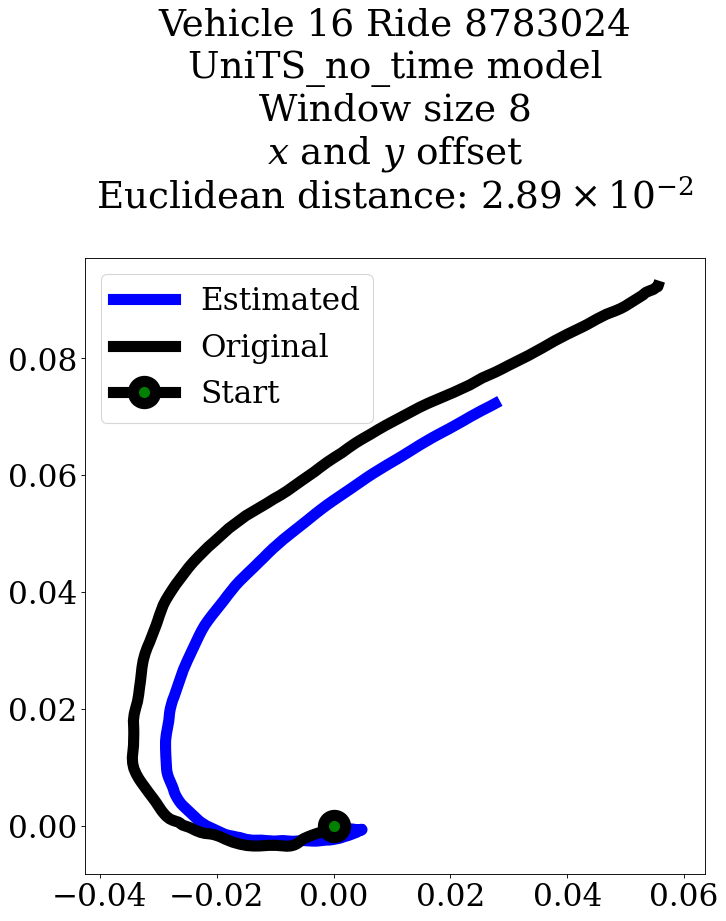 Vehicle 16 Ride 8783024
UniTS_no_time model
Window size 8
x and y offset
Euclidean distance: 2.89 × 10⁻²
Estimated
Original
Start
0.08
0.06
0.04
0.02
0.00
−0.04 −0.02 0.00 0.02 0.04 0.06